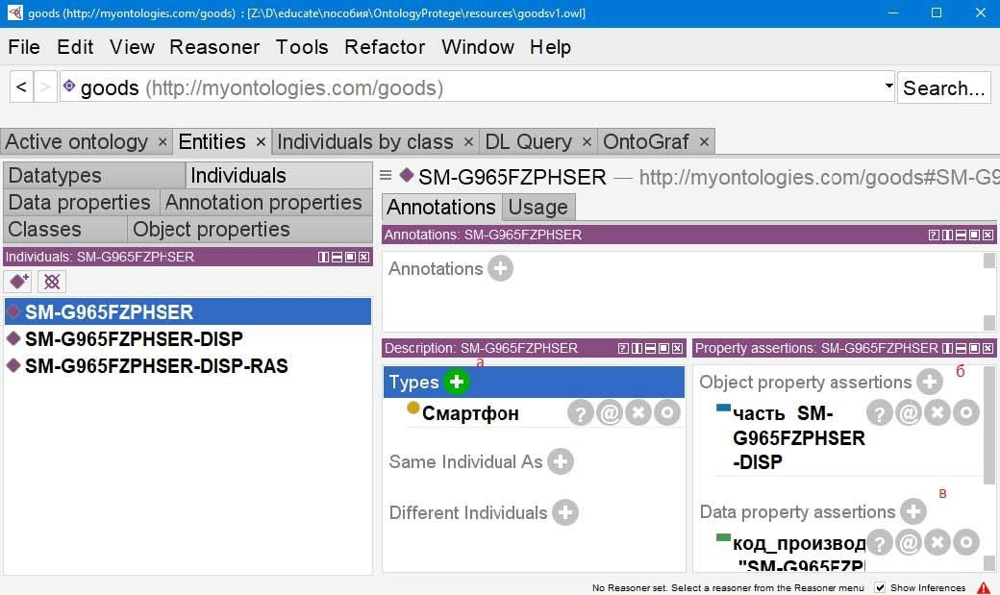 goods (http://myontologies.com/goods) : [Z:\D\educate\пособия\OntologyProtege\resources\goodsv1.owl]
File Edit View Reasoner Tools Refactor Window Help
< > goods (http://myontologies.com/goods) Search...
Active ontology × Entities × Individuals by class × DL Query × OntoGraf ×
Datatypes Individuals
Data properties Annotation properties
Classes Object properties
Individuals: SM-G965FZPHSER
SM-G965FZPHSER
SM-G965FZPHSER-DISP
SM-G965FZPHSER-DISP-RAS
SM-G965FZPHSER — http://myontologies.com/goods#SM-G9
Annotations Usage
Annotations: SM-G965FZPHSER
Annotations
Description: SM-G965FZPHSER
а
Types
Смартфон
Same Individual As
Different Individuals
Property assertions: SM-G965FZPHSER
Object property assertions
б
часть SM-
G965FZPHSER
-DISP
в
Data property assertions
код_производ
"SM-G965FZP
No Reasoner set. Select a reasoner from the Reasoner menu Show Inferences